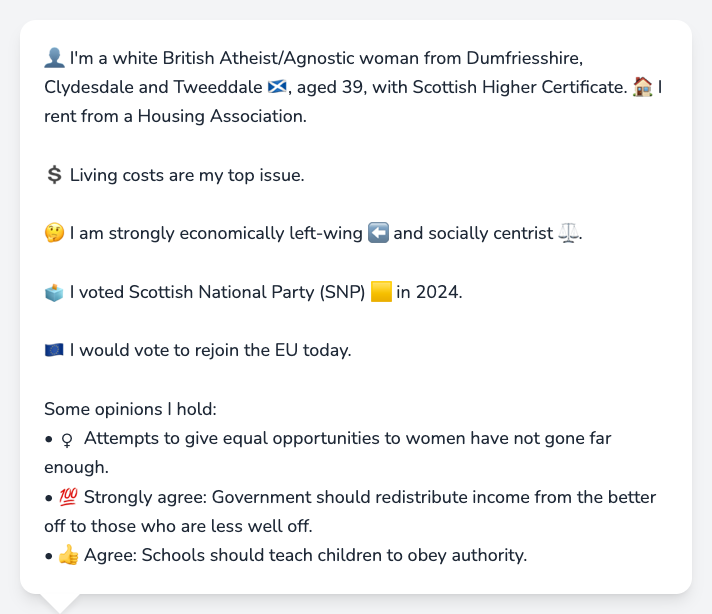 👤 I'm a white British Atheist/Agnostic woman from Dumfriesshire,
Clydesdale and Tweeddale 🏴󠁧󠁢󠁳󠁣󠁴󠁿, aged 39, with Scottish Higher Certificate. 🏠 I
rent from a Housing Association.
💲 Living costs are my top issue.
🤔 I am strongly economically left-wing ⬅️ and socially centrist ⚖️.
🗳️ I voted Scottish National Party (SNP) 🟨 in 2024.
🇪🇺 I would vote to rejoin the EU today.
Some opinions I hold:
• ♀️ Attempts to give equal opportunities to women have not gone far
enough.
• 💯 Strongly agree: Government should redistribute income from the better
off to those who are less well off.
• 👍 Agree: Schools should teach children to obey authority.